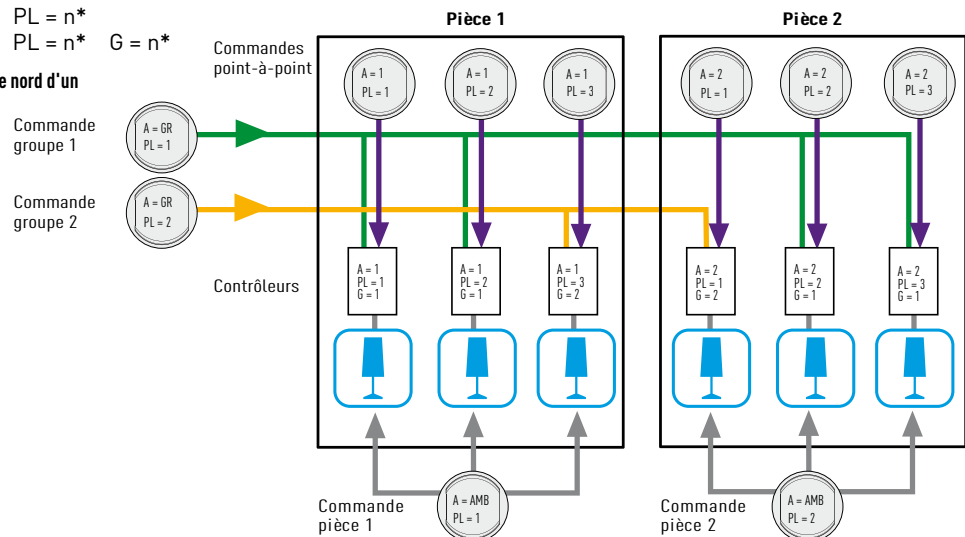 PL = n*
PL = n* G = n*
e nord d'un
Pièce 1
Pièce 2
Commandes
point-à-point
A = 1
PL = 1
A = 1
PL = 2
A = 1
PL = 3
A = 2
PL = 1
A = 2
PL = 2
A = 2
PL = 3
Commande
groupe 1
A = GR
PL = 1
Commande
groupe 2
A = GR
PL = 2
Contrôleurs
A = 1
PL = 1
G = 1
A = 1
PL = 2
G = 1
A = 1
PL = 3
G = 2
A = 2
PL = 1
G = 2
A = 2
PL = 2
G = 1
A = 2
PL = 3
G = 1
Commande
pièce 1
A = AMB
PL = 1
Commande
pièce 2
A = AMB
PL = 2